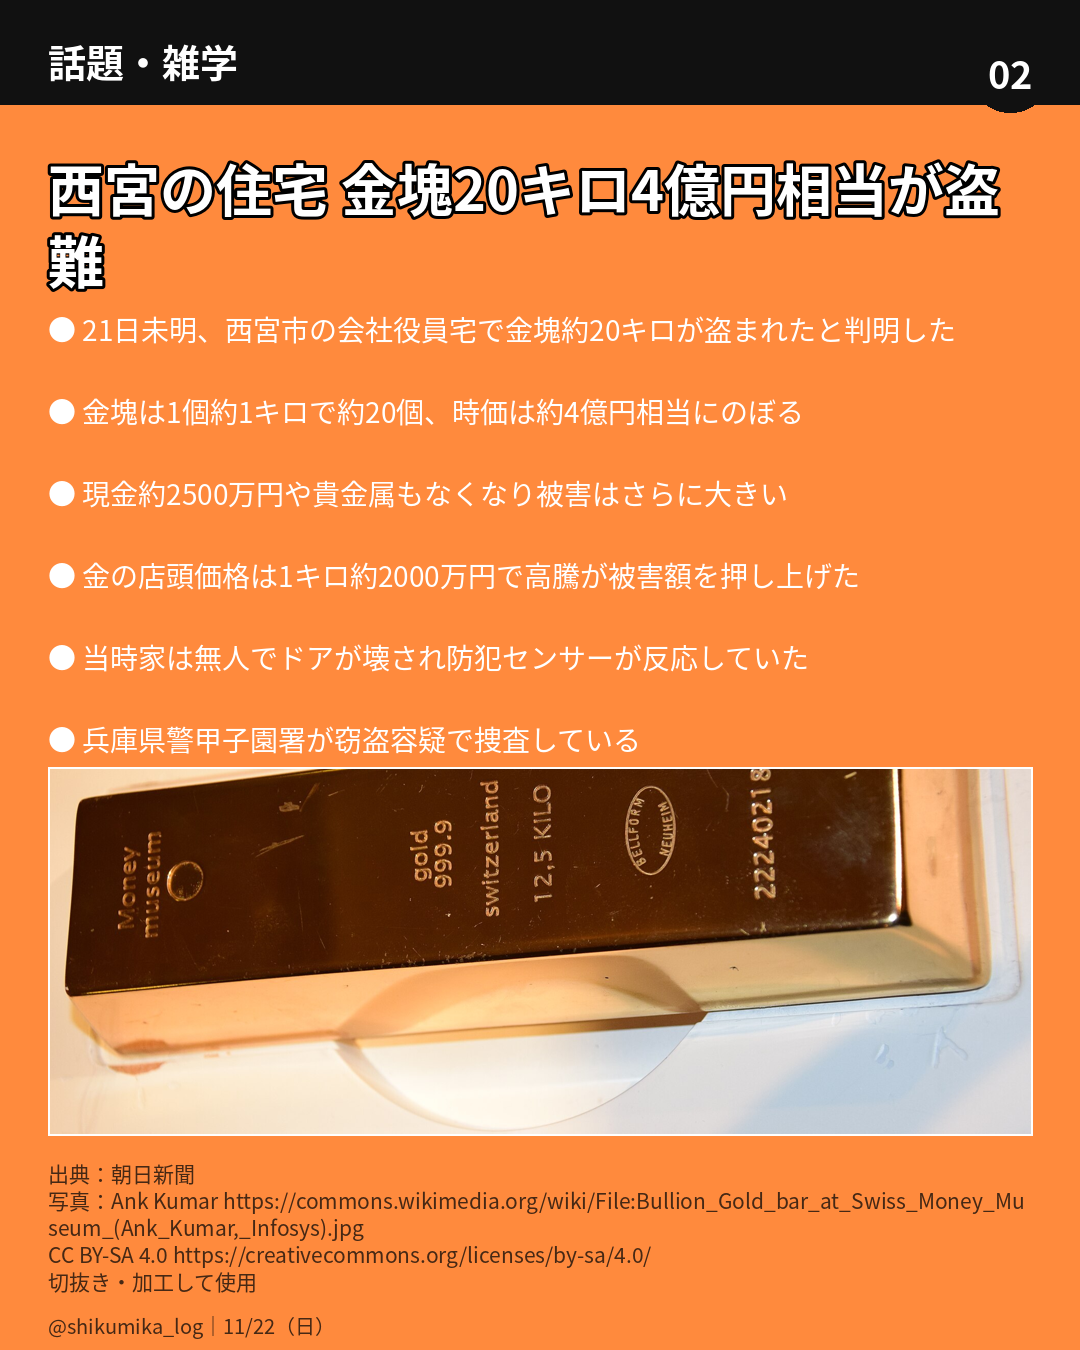 話題・雑学
02
西宮の住宅 金塊20キロ4億円相当が盗
難
● 21日未明、西宮市の会社役員宅で金塊約20キロが盗まれたと判明した
● 金塊は1個約1キロで約20個、時価は約4億円相当にのぼる
● 現金約2500万円や貴金属もなくなり被害はさらに大きい
● 金の店頭価格は1キロ約2000万円で高騰が被害額を押し上げた
● 当時家は無人でドアが壊され防犯センサーが反応していた
● 兵庫県警甲子園署が窃盗容疑で捜査している
Money
museum
gold
999.9
switzerland
12,5 KILO
BELLFORM
NEUHEIM
22240218
出典：朝日新聞
写真：Ank Kumar https://commons.wikimedia.org/wiki/File:Bullion_Gold_bar_at_Swiss_Money_Mu
seum_(Ank_Kumar,_Infosys).jpg
CC BY-SA 4.0 https://creativecommons.org/licenses/by-sa/4.0/
切抜き・加工して使用
@shikumika_log｜11/22（日）